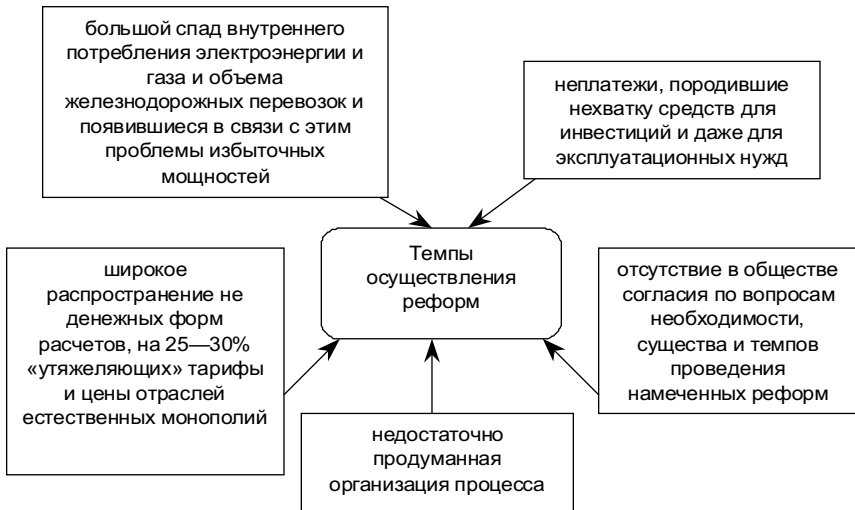 большой спад внутреннего
потребления электроэнергии и
газа и объема
железнодорожных перевозок и
появившиеся в связи с этим
проблемы избыточных
мощностей
неплатежи, породившие
нехватку средств для
инвестиций и даже для
эксплуатационных нужд
Темпы
осуществления
реформ
широкое
распространение не
денежных форм
расчетов, на 25—30%
«утяжеляющих» тарифы
и цены отраслей
естественных монополий
отсутствие в обществе
согласия по вопросам
необходимости,
существа и темпов
проведения
намеченных реформ
недостаточно
продуманная
организация процесса